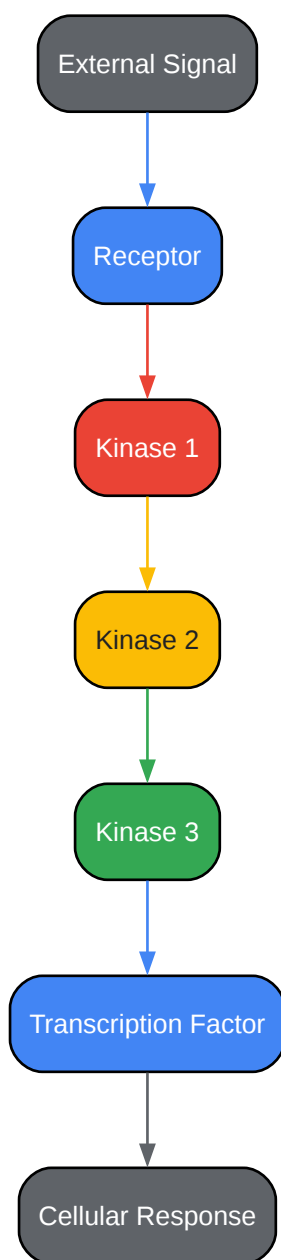 External Signal
Receptor
Kinase 1
Kinase 2
Kinase 3
Transcription Factor
Cellular Response